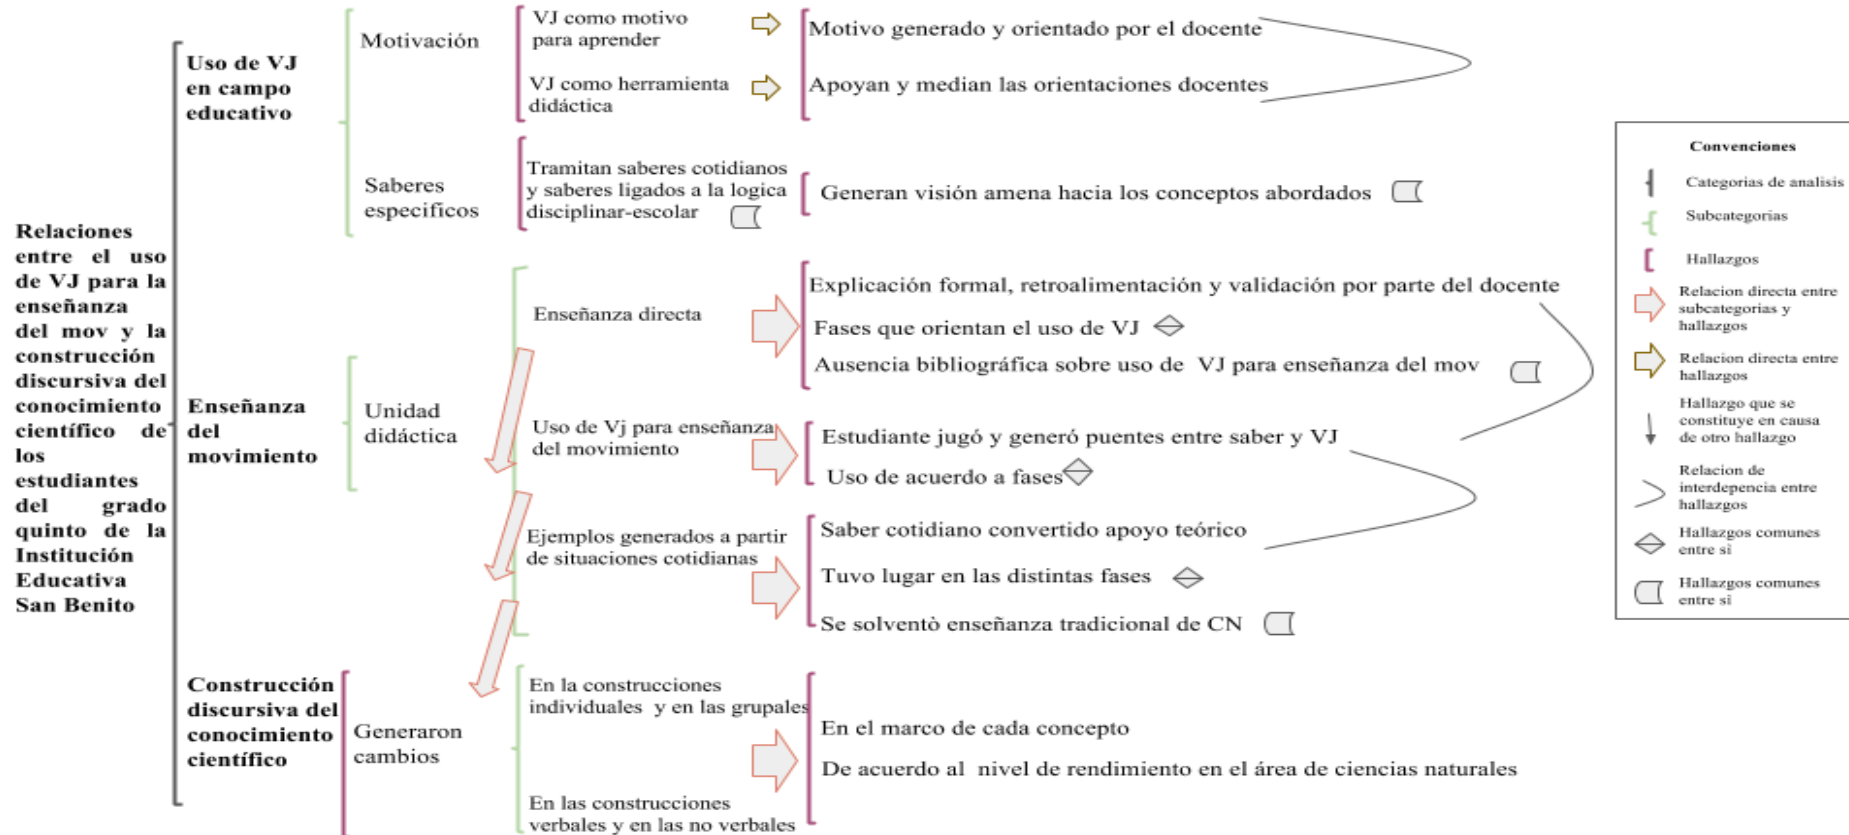 Relaciones
entre el uso
de VJ para la
enseñanza
del mov y la
construcción
discursiva del
conocimiento
científico de
los
estudiantes
del grado
quinto de la
Institución
Educativa
San Benito
Uso de VJ
en campo
educativo
Motivación
VJ como motivo
para aprender
Motivo generado y orientado por el docente
VJ como herramienta
didáctica
Apoyan y median las orientaciones docentes
Saberes
especificos
Tramitan saberes cotidianos
y saberes ligados a la logica
disciplinar-escolar
Generan visión amena hacia los conceptos abordados
Enseñanza
del
movimiento
Unidad
didáctica
Enseñanza directa
Explicación formal, retroalimentación y validación por parte del docente
Fases que orientan el uso de VJ
Ausencia bibliográfica sobre uso de VJ para enseñanza del mov
Uso de Vj para enseñanza
del movimiento
Estudiante jugó y generó puentes entre saber y VJ
Uso de acuerdo a fases
Ejemplos generados a partir
de situaciones cotidianas
Saber cotidiano convertido apoyo teórico
Tuvo lugar en las distintas fases
Se solventò enseñanza tradicional de CN
Construcción
discursiva del
conocimiento
científico
Generaron
cambios
En la construcciones
individuales y en las grupales
En las construcciones
verbales y en las no verbales
En el marco de cada concepto
De acuerdo al nivel de rendimiento en el área de ciencias naturales
Convenciones
Categorias de analisis
Subcategorias
Hallazgos
Relacion directa entre
subcategorias y
hallazgos
Relacion directa entre
hallazgos
Hallazgo que se
constituye en causa
de otro hallazgo
Relacion de
interdepencia entre
hallazgos
Hallazgos comunes
entre sì
Hallazgos comunes
entre sì